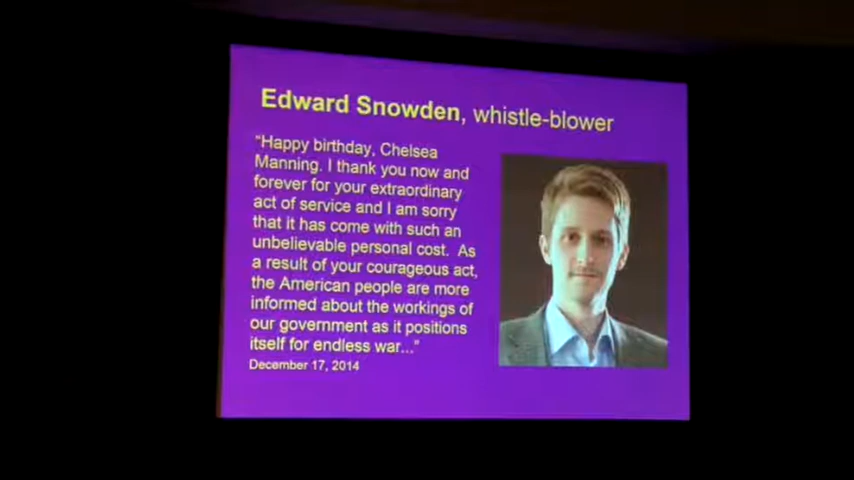 Edward Snowden, whistle-blower
"Happy birthday, Chelsea
Manning. I thank you now and
forever for your extraordinary
act of service and I am sorry
that it has come with such an
unbelievable personal cost. As
a result of your courageous act,
the American people are more
informed about the workings of
our government as it positions
itself for endless war..."
December 17, 2014